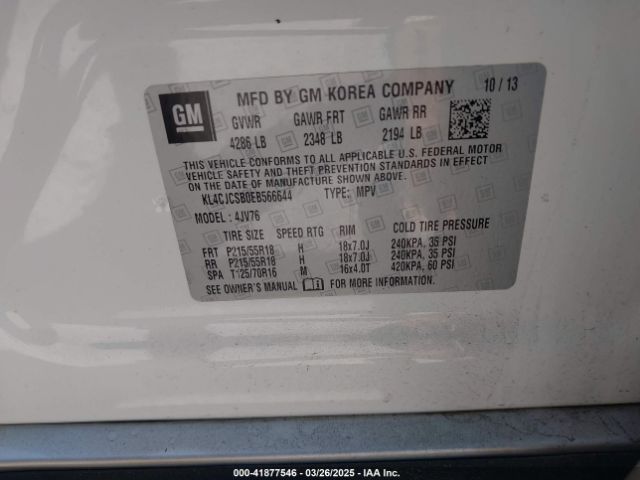 GM
MFD BY GM KOREA COMPANY 10 / 13
GVWR GAWR FRT GAWR RR
4286 LB 2348 LB 2194 LB
THIS VEHICLE CONFORMS TO ALL APPLICABLE U.S. FEDERAL MOTOR
VEHICLE SAFETY AND THEFT PREVENTION STANDARDS IN EFFECT
ON THE DATE OF MANUFACTURE SHOWN ABOVE.
KL4CJCSB0EB566644 TYPE: MPV
MODEL : 4JV76
TIRE SIZE SPEED RTG RIM COLD TIRE PRESSURE
FRT P215/55R18 H 18x7.0J 240KPA, 35 PSI
RR P215/55R18 H 18x7.0J 240KPA, 35 PSI
SPA T125/70R16 M 16x4.0T 420KPA, 60 PSI
SEE OWNER'S MANUAL FOR MORE INFORMATION.
000-41877546 — 03/26/2025 — IAA Inc.